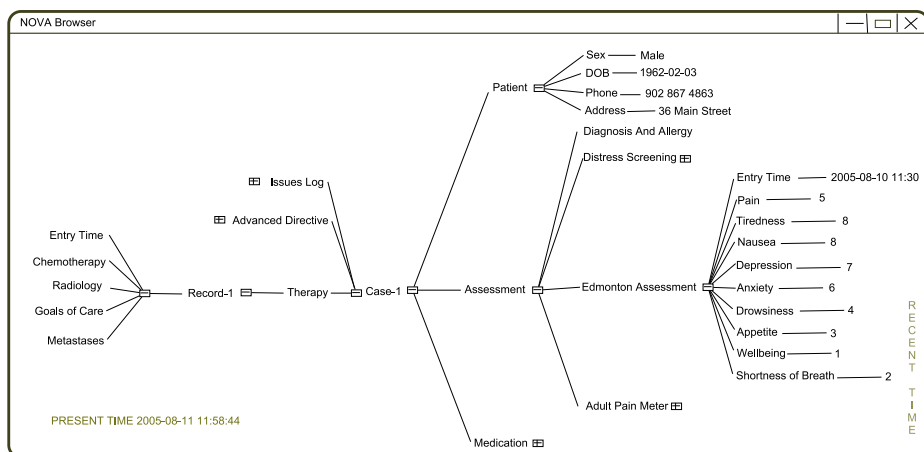 NOVA Browser
Sex Male
DOB 1962-02-03
Patient
Phone 902 867 4863
Address 36 Main Street
Diagnosis And Allergy
Distress Screening
Issues Log
Advanced Directive
Entry Time 2005-08-10 11:30
Pain 5
Tiredness 8
Nausea 8
Depression 7
Anxiety 6
Drowsiness 4
Appetite 3
Wellbeing 1
Shortness of Breath 2
Entry Time
Chemotherapy
Radiology
Goals of Care
Metastases
Record-1 Therapy Case-1 Assessment Edmonton Assessment
Adult Pain Meter
Medication
PRESENT TIME 2005-08-11 11:58:44
RECENT TIME